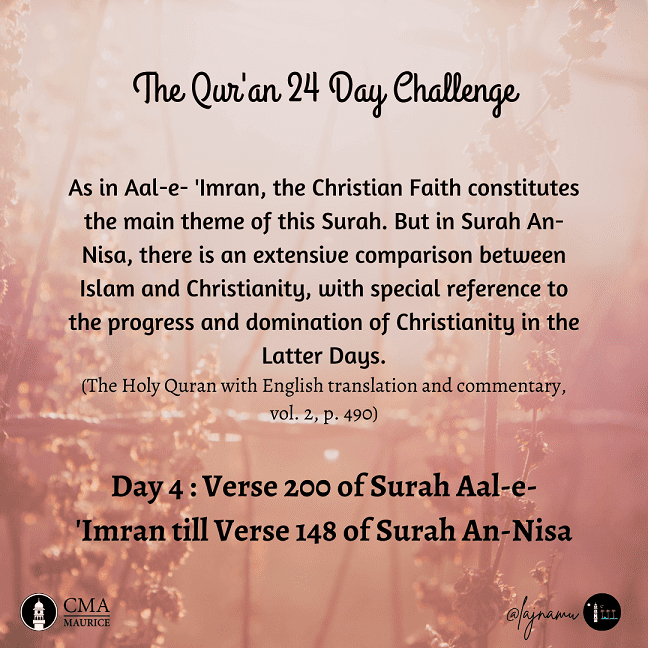 The Qur'an 24 Day Challenge
As in Aal-e- 'Imran, the Christian Faith constitutes
the main theme of this Surah. But in Surah An-
Nisa, there is an extensive comparison between
Islam and Christianity, with special reference to
the progress and domination of Christianity in the
Latter Days.
(The Holy Quran with English translation and commentary,
vol. 2, p. 490)
Day 4 : Verse 200 of Surah Aal-e-
'Imran till Verse 148 of Surah An-Nisa
CMA
MAURICE
@lajnamu